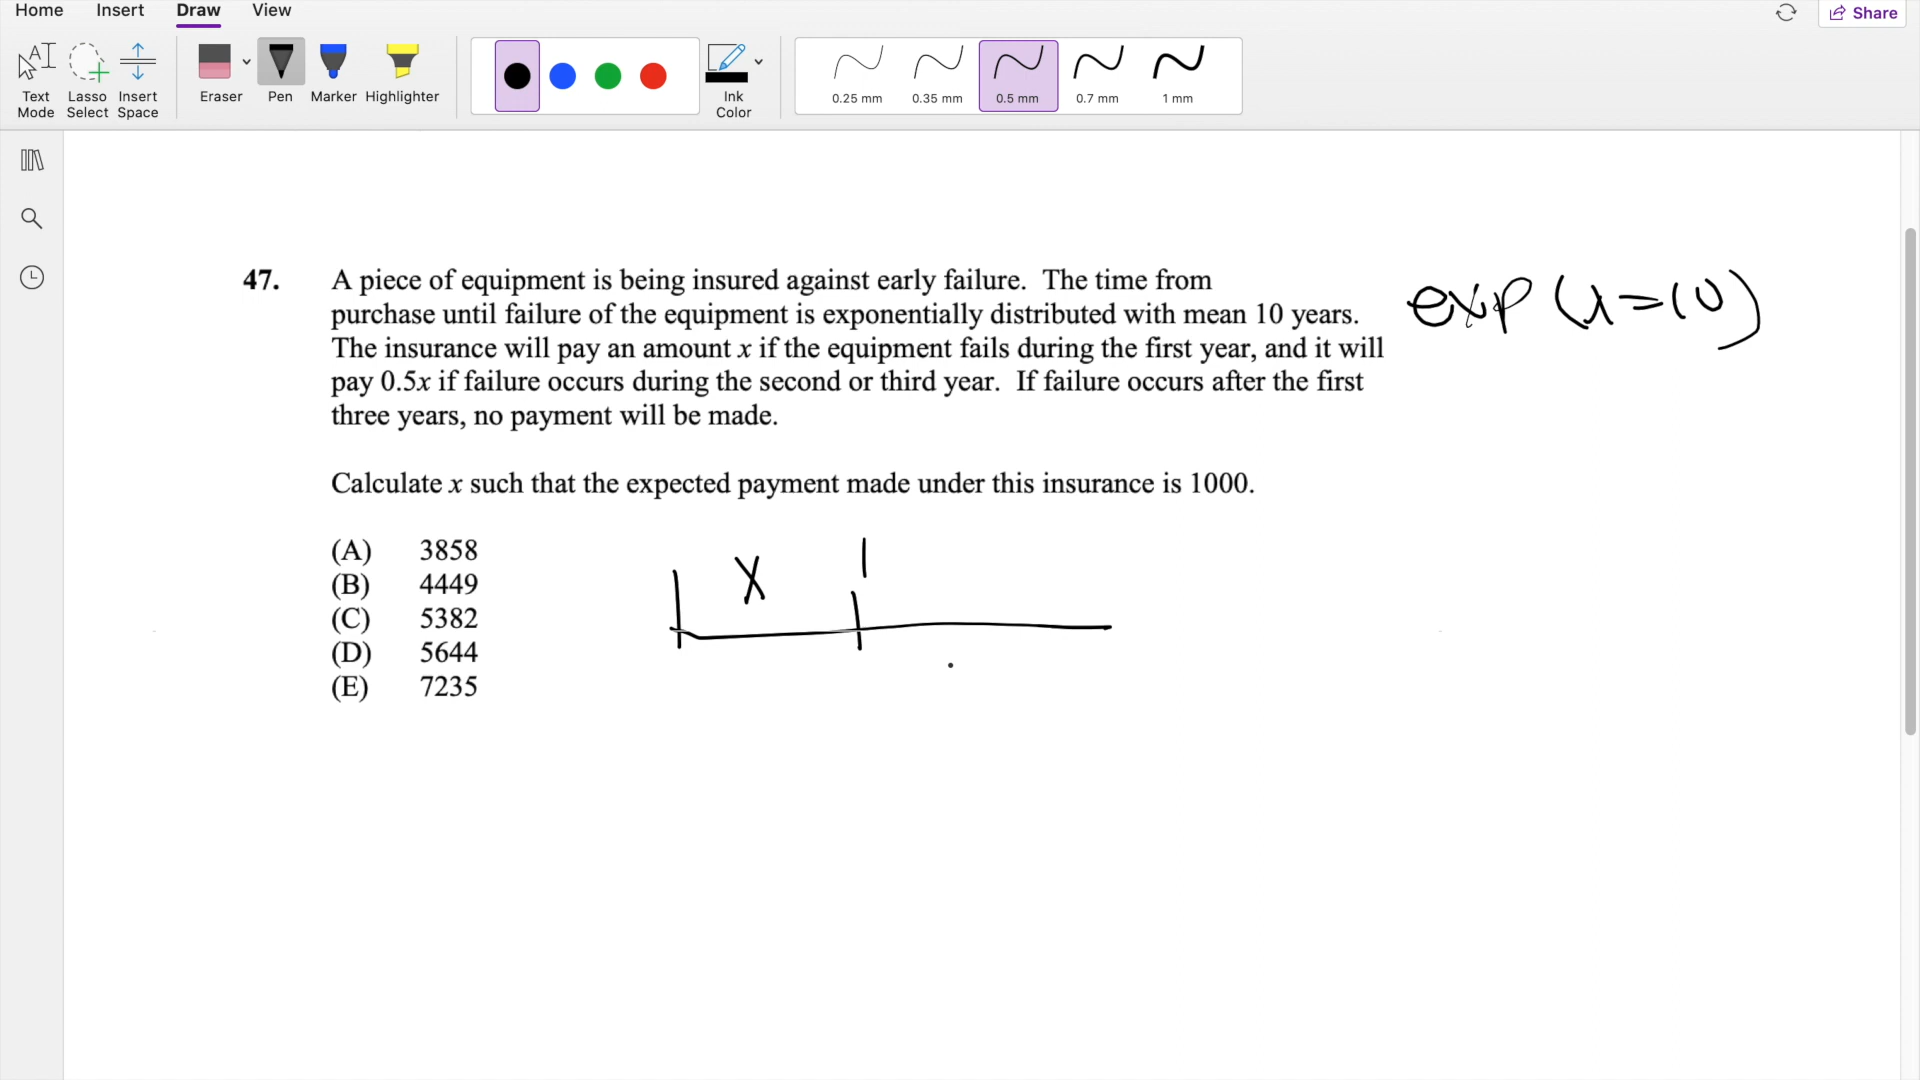 Home Insert Draw View
Share
Text Mode
Lasso Select
Insert Space
Eraser
Pen
Marker
Highlighter
Ink Color
0.25 mm
0.35 mm
0.5 mm
0.7 mm
1 mm
47. A piece of equipment is being insured against early failure. The time from
purchase until failure of the equipment is exponentially distributed with mean 10 years.
The insurance will pay an amount x if the equipment fails during the first year, and it will
pay 0.5x if failure occurs during the second or third year. If failure occurs after the first
three years, no payment will be made.
exp (μ=10)
Calculate x such that the expected payment made under this insurance is 1000.
(A) 3858
(B) 4449
(C) 5382
(D) 5644
(E) 7235
X 1